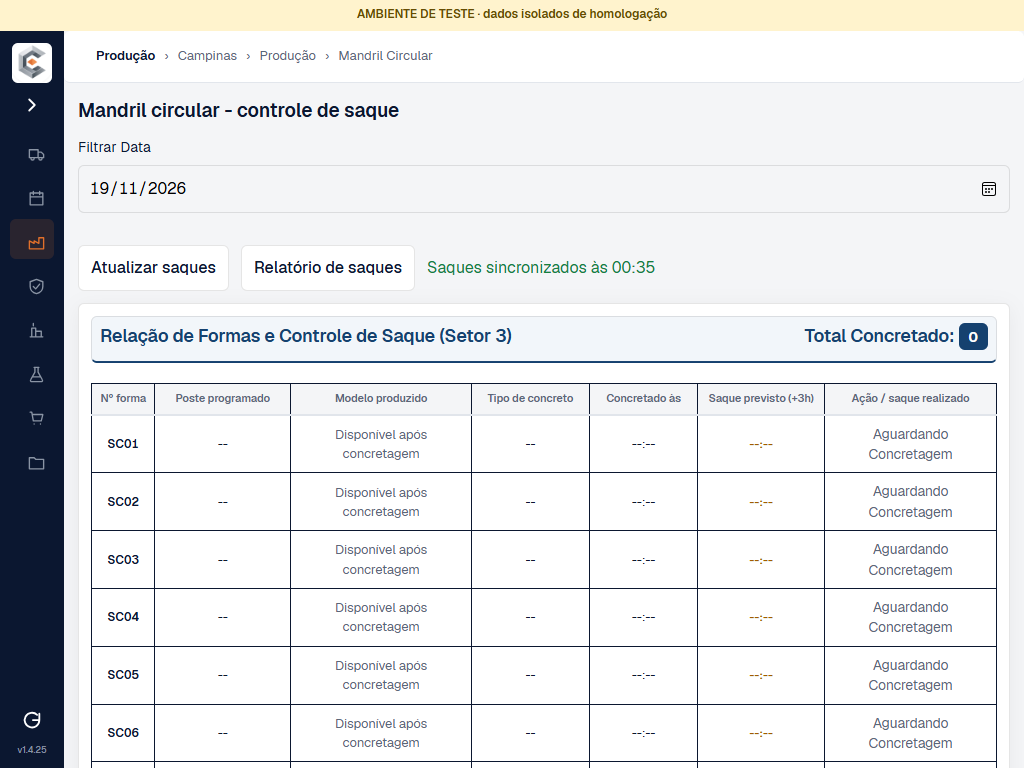 AMBIENTE DE TESTE · dados isolados de homologação
Produção › Campinas › Produção › Mandril Circular
Mandril circular - controle de saque
Filtrar Data
19/11/2026
Atualizar saques
Relatório de saques
Saques sincronizados às 00:35
Relação de Formas e Controle de Saque (Setor 3)
Total Concretado: 0
Nº forma
Poste programado
Modelo produzido
Tipo de concreto
Concretado às
Saque previsto (+3h)
Ação / saque realizado
SC01
--
Disponível após
concretagem
--
--:--
--:--
Aguardando
Concretagem
SC02
--
Disponível após
concretagem
--
--:--
--:--
Aguardando
Concretagem
SC03
--
Disponível após
concretagem
--
--:--
--:--
Aguardando
Concretagem
SC04
--
Disponível após
concretagem
--
--:--
--:--
Aguardando
Concretagem
SC05
--
Disponível após
concretagem
--
--:--
--:--
Aguardando
Concretagem
SC06
--
Disponível após
concretagem
--
--:--
--:--
Aguardando
Concretagem
v1.4.25